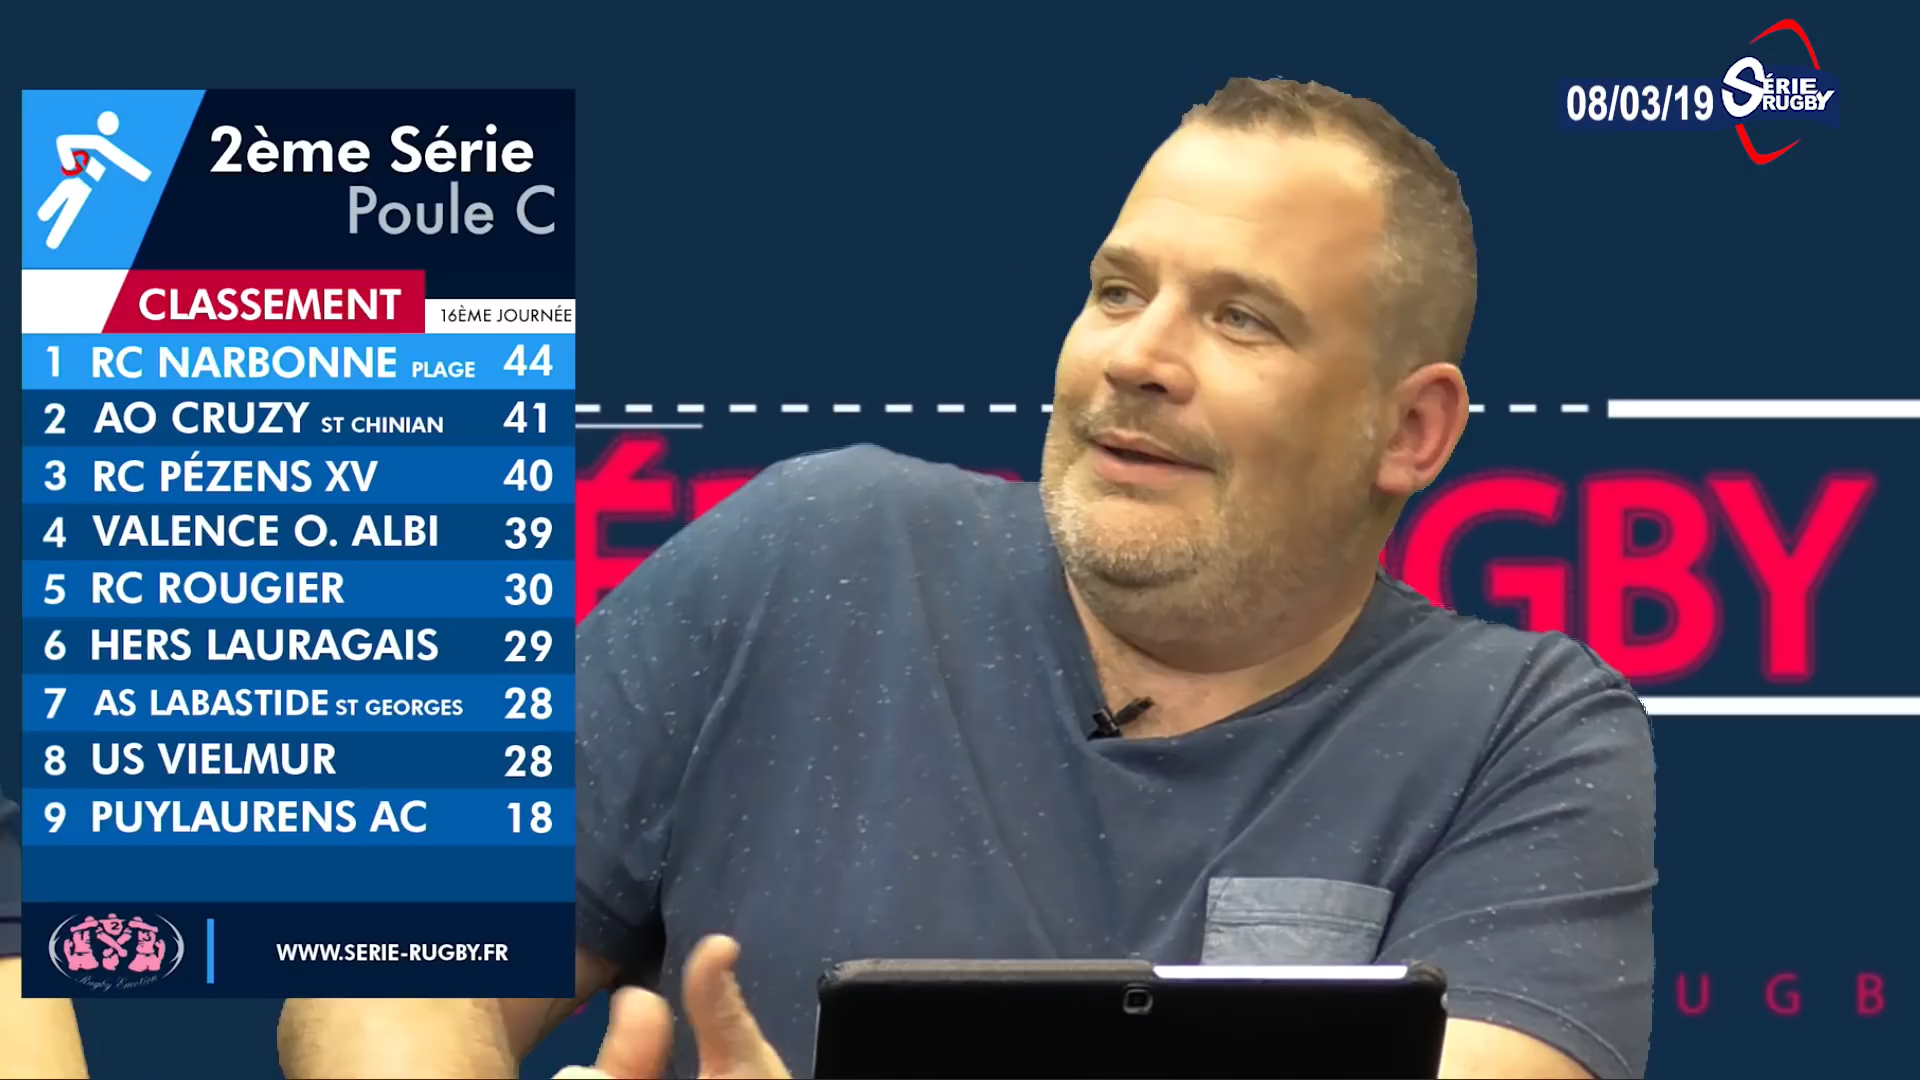 2ème Série
Poule C
CLASSEMENT
16ÈME JOURNÉE
1 RC NARBONNE PLAGE 44
2 AO CRUZY ST CHINIAN 41
3 RC PÉZENS XV 40
4 VALENCE O. ALBI 39
5 RC ROUGIER 30
6 HERS LAURAGAIS 29
7 AS LABASTIDE ST GEORGES 28
8 US VIELMUR 28
9 PUYLAURENS AC 18
Rugby Emotion
WWW.SERIE-RUGBY.FR
08/03/19
SÉRIE
RUGBY
GBY
U G B